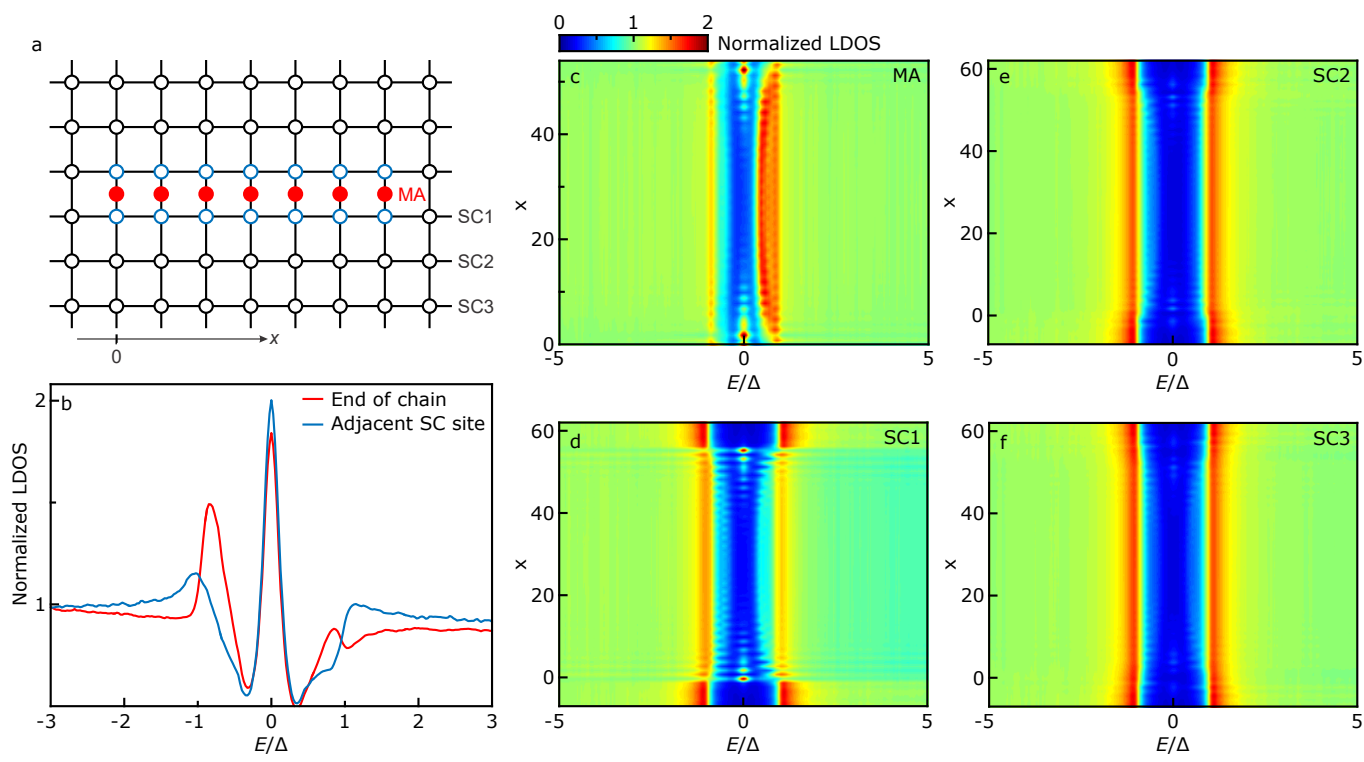 a
MA
SC1
SC2
SC3
0
x
b
2
1
Normalized LDOS
End of chain
Adjacent SC site
-3
-2
-1
0
1
2
3
E/Δ
0
1
2
Normalized LDOS
c
MA
40
20
0
x
-5
0
5
E/Δ
e
SC2
60
40
20
0
x
-5
0
5
E/Δ
d
SC1
60
40
20
0
x
-5
0
5
E/Δ
f
SC3
60
40
20
0
x
-5
0
5
E/Δ